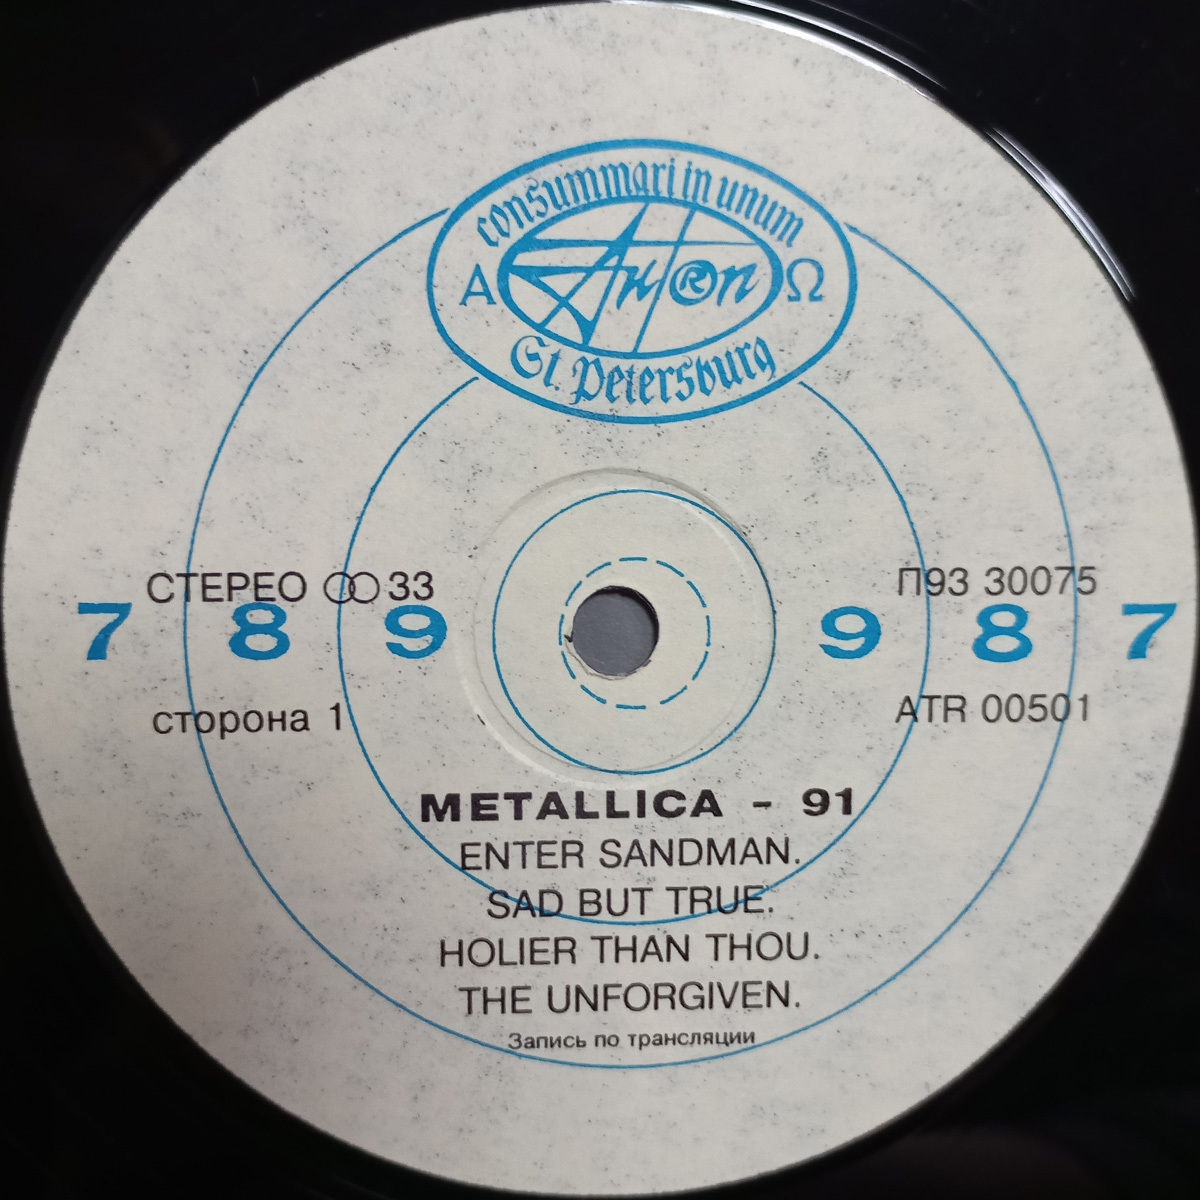 consummari in unum
Α Antr®n Ω
St. Petersburg
СТЕРЕО 33
П93 30075
7 8 9 9 8 7
сторона 1
ATR 00501
METALLICA - 91
ENTER SANDMAN.
SAD BUT TRUE.
HOLIER THAN THOU.
THE UNFORGIVEN.
Запись по трансляции